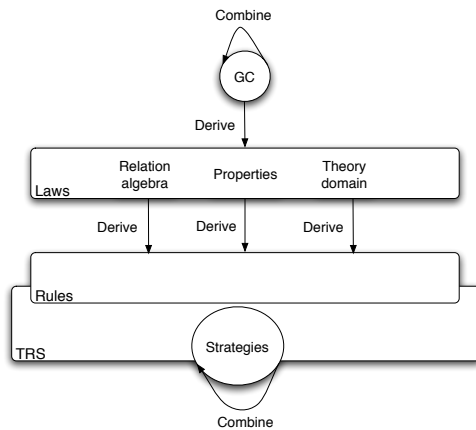 Combine
GC
Derive
Relation
algebra
Properties
Theory
domain
Laws
Derive
Derive
Derive
Rules
Strategies
TRS
Combine